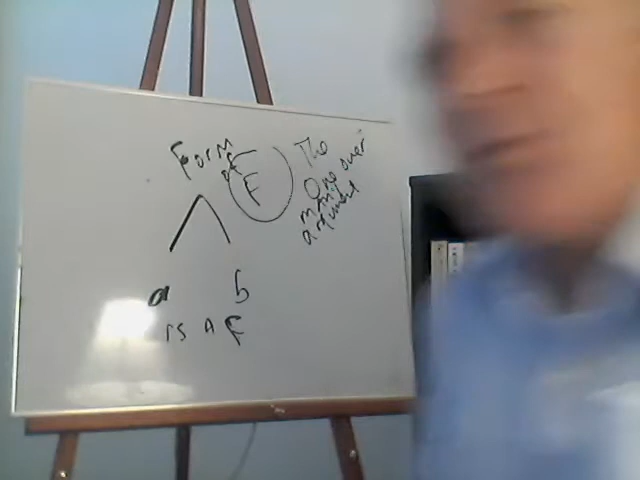 Form
of
F
The
One over
many
argument
a b
is a F